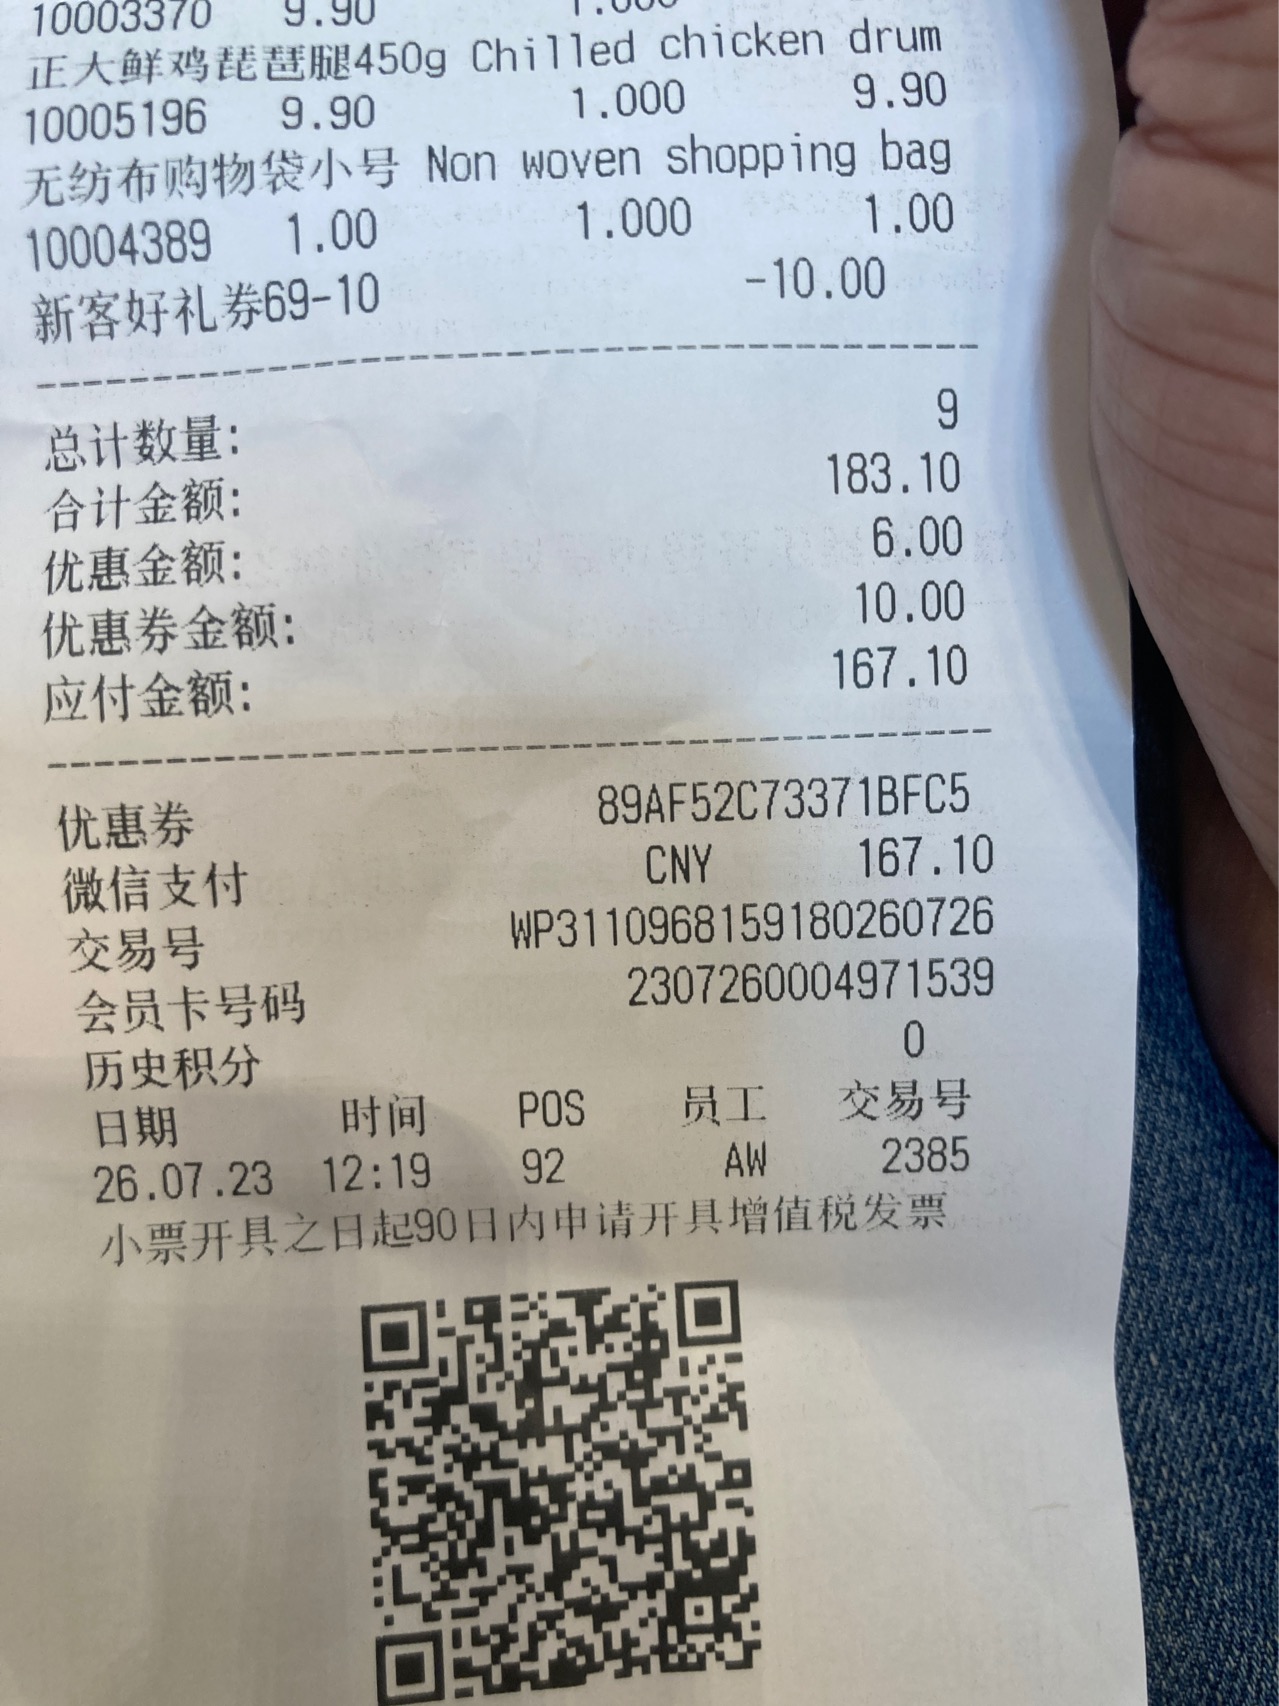 10003370 9.90 1.000
正大鲜鸡琵琶腿450g Chilled chicken drum
10005196 9.90 1.000 9.90
无纺布购物袋小号 Non woven shopping bag
10004389 1.00 1.000 1.00
新客好礼券69-10 -10.00
总计数量: 9
合计金额: 183.10
优惠金额: 6.00
优惠券金额: 10.00
应付金额: 167.10
优惠券 89AF52C73371BFC5
微信支付 CNY 167.10
交易号 WP3110968159180260726
会员卡号码 2307260004971539
历史积分 0
日期 时间 POS 员工 交易号
26.07.23 12:19 92 AW 2385
小票开具之日起90日内申请开具增值税发票